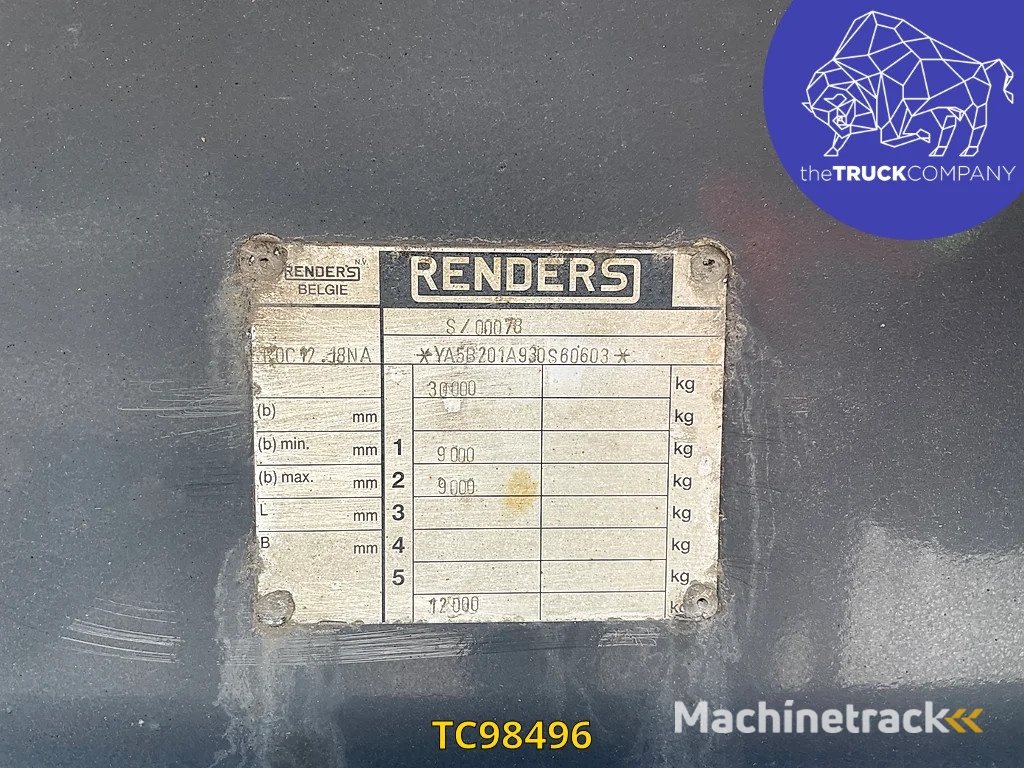 theTRUCKCOMPANY
RENDERS N.V.
BELGIE
RENDERS
S/00078
ROC 12.18NA
*YA5B201A930S60603*
30000 kg
(b) mm kg
(b) min. mm 1 9000 kg
(b) max. mm 2 9000 kg
L mm 3 kg
B mm 4 kg
5 kg
12000 kg
Machinetrack
TC98496